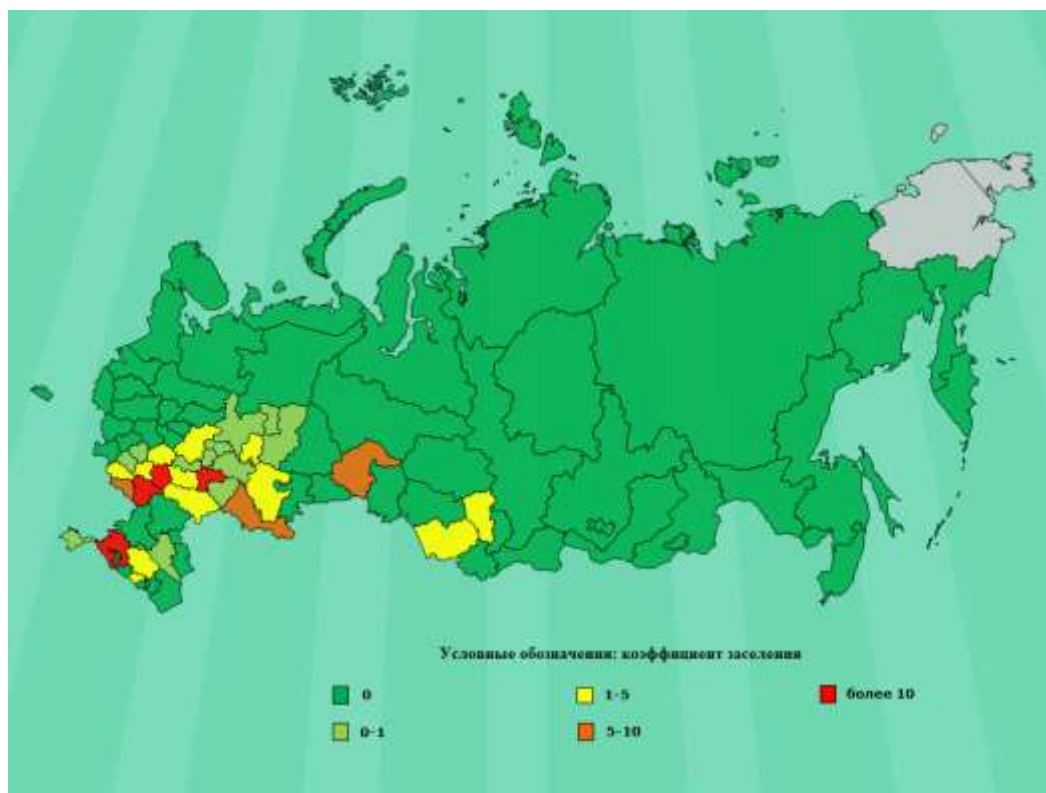 Условные обозначения: коэффициент заселения
0
1-5
более 10
0-1
5-10